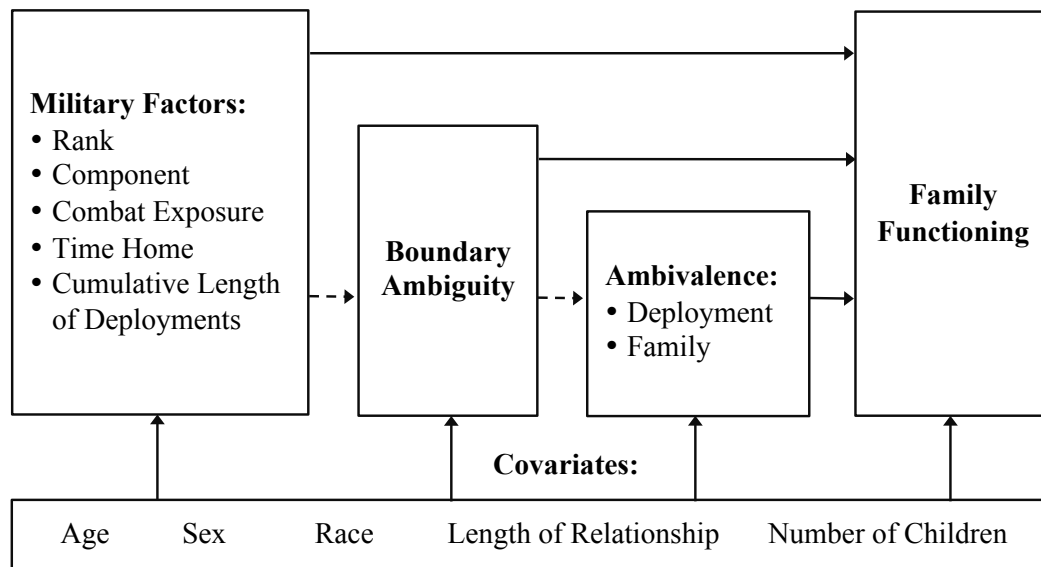 Military Factors:
• Rank
• Component
• Combat Exposure
• Time Home
• Cumulative Length
of Deployments
Boundary
Ambiguity
Ambivalence:
• Deployment
• Family
Family
Functioning
Covariates:
Age Sex Race Length of Relationship Number of Children